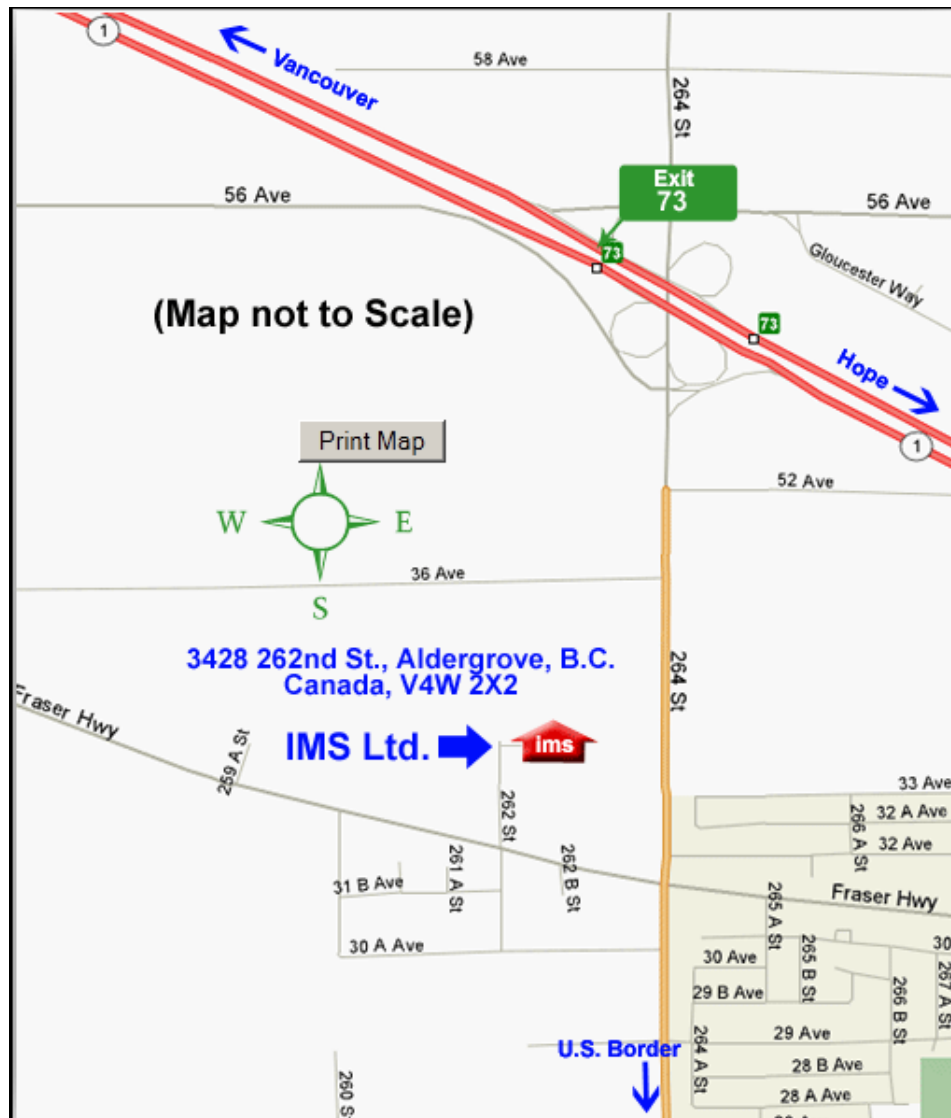 1
Vancouver
58 Ave
264 St
Exit
73
56 Ave
56 Ave
73
Gloucester Way
(Map not to Scale)
73
Hope
1
Print Map
52 Ave
W
E
S
36 Ave
3428 262nd St., Aldergrove, B.C.
Canada, V4W 2X2
264 St
Fraser Hwy
IMS Ltd.
ims
259 A St
262 St
33 Ave
32 A Ave
266 A St
32 Ave
261 A St
262 B St
31 B Ave
Fraser Hwy
265 A St
30 A Ave
30
30 Ave
265 B St
267 A St
29 B Ave
266 B St
29 Ave
U.S. Border
264 A St
28 B Ave
260 S
28 A Ave